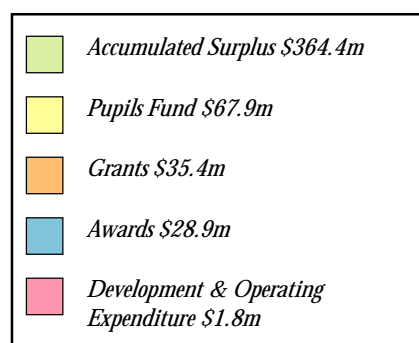 Accumulated Surplus $364.4m
Pupils Fund $67.9m
Grants $35.4m
Awards $28.9m
Development & Operating
Expenditure $1.8m